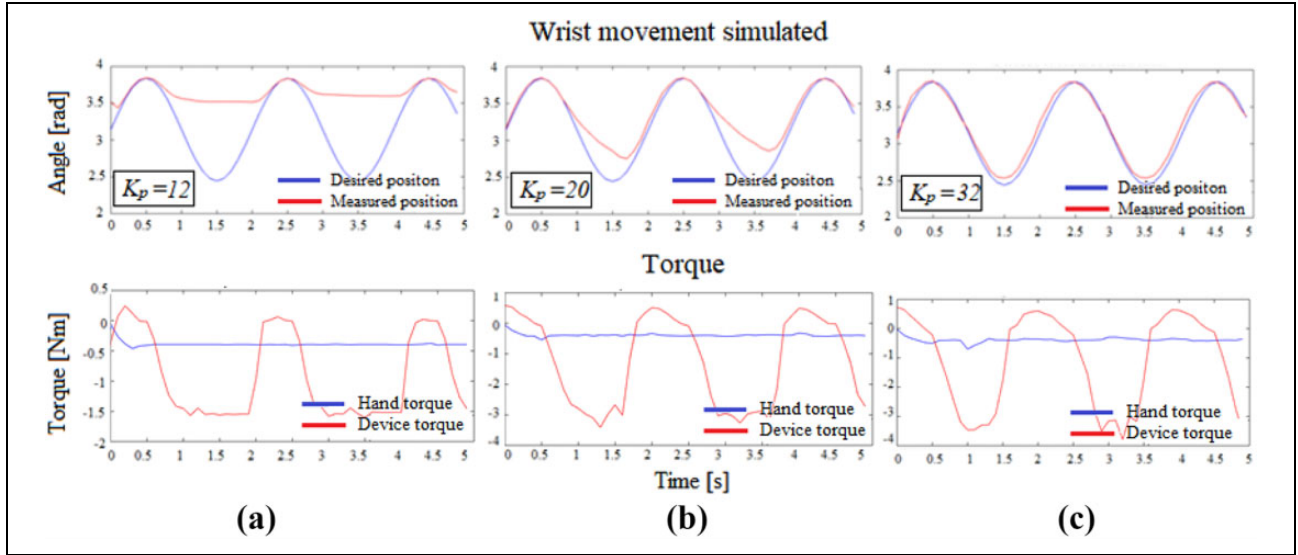 Wrist movement simulated
Angle [rad]
4
3.5
3
2.5
2
K_p=12
Desired positon
Measured position
0 0.5 1 1.5 2 2.5 3 3.5 4 4.5 5
4
3.5
3
2.5
2
K_p=20
Desired positon
Measured position
0 0.5 1 1.5 2 2.5 3 3.5 4 4.5 5
4
3.5
3
2.5
2
K_p=32
Desired positon
Measured position
0 0.5 1 1.5 2 2.5 3 3.5 4 4.5 5
Torque
Torque [Nm]
0.5
0
-0.5
-1
-1.5
-2
Hand torque
Device torque
0 0.5 1 1.5 2 2.5 3 3.5 4 4.5 5
1
0
-1
-2
-3
-4
Hand torque
Device torque
0 0.5 1 1.5 2 2.5 3 3.5 4 4.5 5
1
0
-1
-2
-3
-4
Hand torque
Device torque
0 0.5 1 1.5 2 2.5 3 3.5 4 4.5 5
Time [s]
(a) (b) (c)